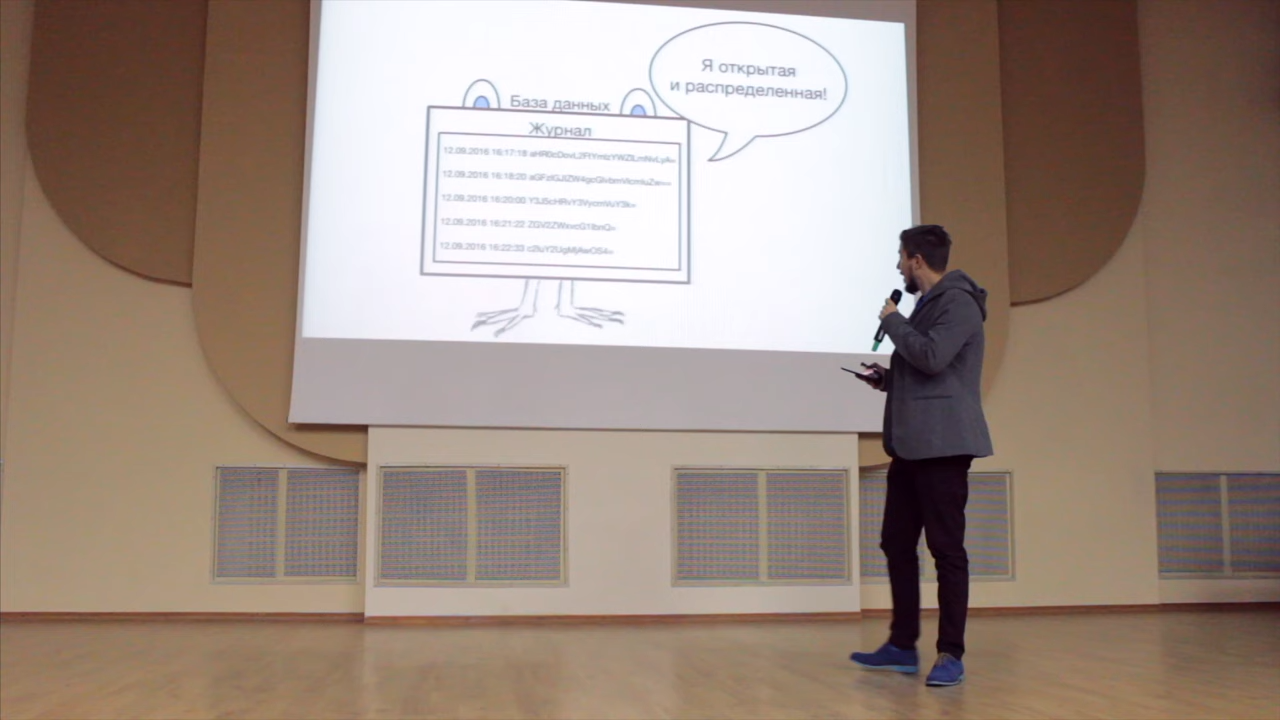 Я открытая
и распределенная!
База данных
Журнал
12.09.2016 16:17:18
12.09.2016 16:18:20
12.09.2016 16:20:00
12.09.2016 16:21:22
12.09.2016 16:22:33